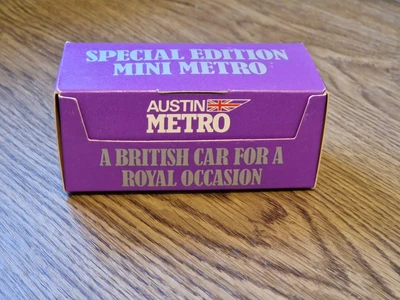 SPECIAL EDITION
MINI METRO
AUSTIN
METRO
A BRITISH CAR FOR A
ROYAL OCCASION